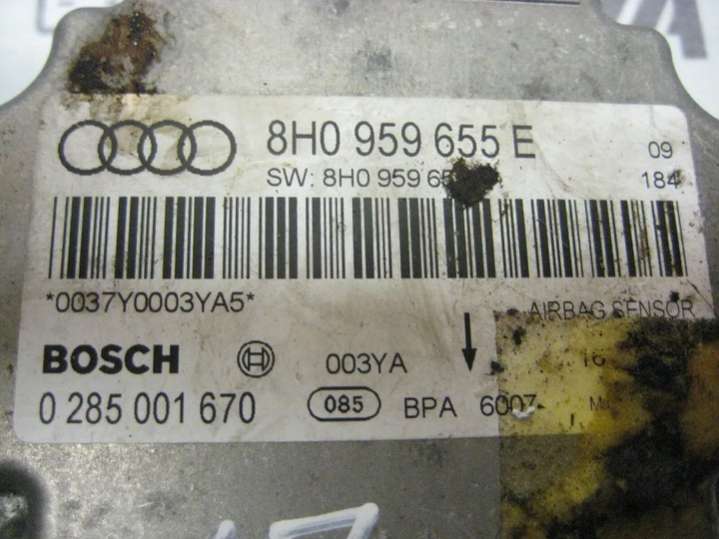 8H0 959 655 E 09
SW: 8H0 959 184
*0037Y0003YA5* AIRBAG SENSOR
BOSCH 003YA
0 285 001 670 085 BPA 6007